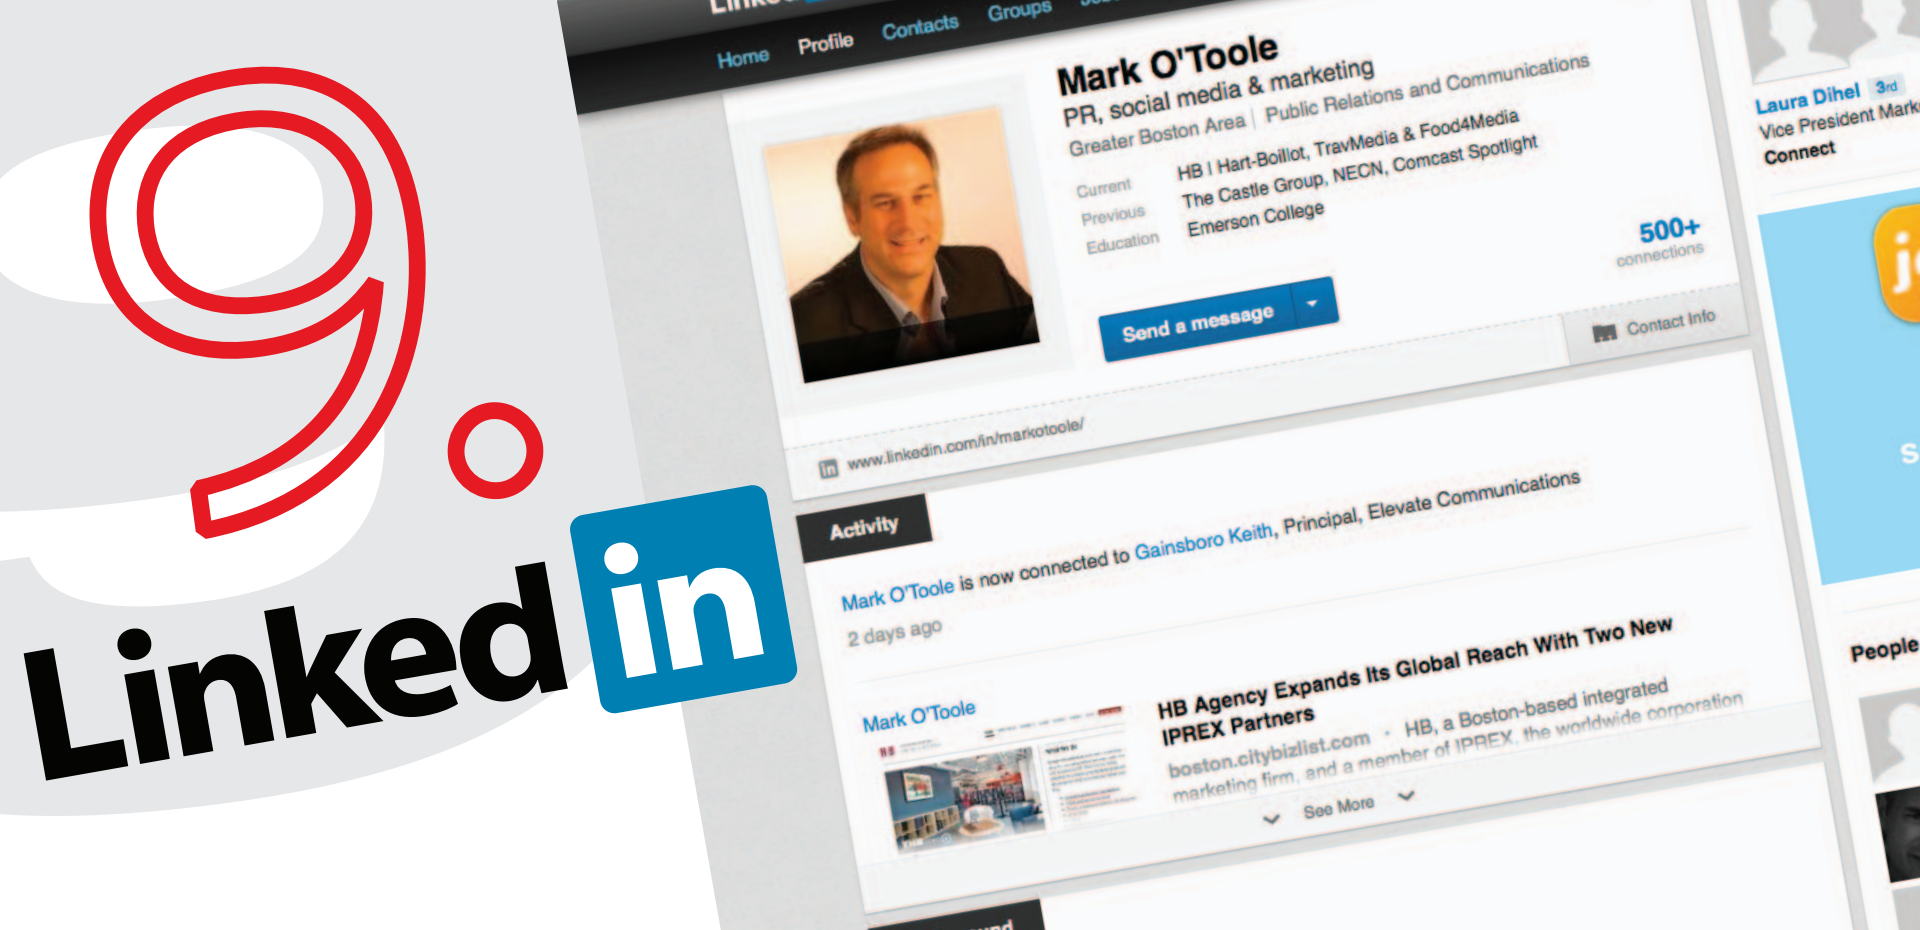 9.
Linked in
Home Profile Contacts Groups
Mark O'Toole
PR, social media & marketing
Greater Boston Area | Public Relations and Communications
Current HB | Hart-Boillot, TravMedia & Food4Media
Previous The Castle Group, NECN, Comcast Spotlight
Education Emerson College
500+
connections
Send a message
Contact Info
in www.linkedin.com/in/markotoole/
Activity
Mark O'Toole is now connected to Gainsboro Keith, Principal, Elevate Communications
2 days ago
Mark O'Toole
HB Agency Expands Its Global Reach With Two New
IPREX Partners
boston.citybizlist.com · HB, a Boston-based integrated
marketing firm, and a member of IPREX, the worldwide corporation
See More
Laura Dihel 3rd
Vice President
Connect
People